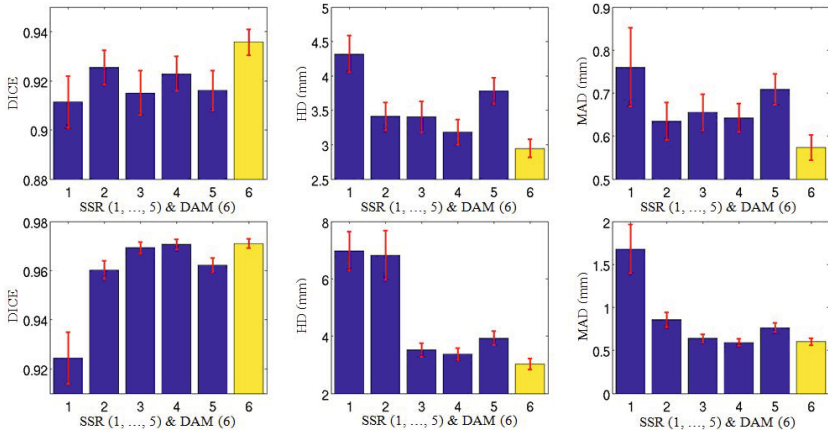 0.94
0.92
0.9
0.88
DICE
1 2 3 4 5 6
SSR (1, ..., 5) & DAM (6)
5
4.5
4
3.5
3
2.5
HD (mm)
1 2 3 4 5 6
SSR (1, ..., 5) & DAM (6)
0.9
0.8
0.7
0.6
0.5
MAD (mm)
1 2 3 4 5 6
SSR (1, ..., 5) & DAM (6)
0.98
0.96
0.94
0.92
DICE
1 2 3 4 5 6
SSR (1, ..., 5) & DAM (6)
8
6
4
2
HD (mm)
1 2 3 4 5 6
SSR (1, ..., 5) & DAM (6)
2
1.5
1
0.5
0
MAD (mm)
1 2 3 4 5 6
SSR (1, ..., 5) & DAM (6)